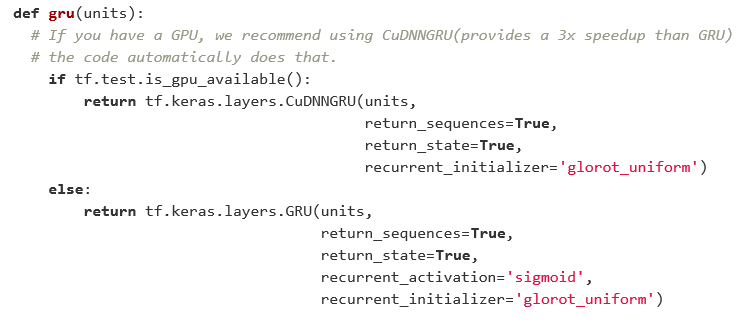 def gru(units):
  # If you have a GPU, we recommend using CuDNNGRU(provides a 3x speedup than GRU)
  # the code automatically does that.
    if tf.test.is_gpu_available():
        return tf.keras.layers.CuDNNGRU(units,
                                        return_sequences=True,
                                        return_state=True,
                                        recurrent_initializer='glorot_uniform')
    else:
        return tf.keras.layers.GRU(units,
                                   return_sequences=True,
                                   return_state=True,
                                   recurrent_activation='sigmoid',
                                   recurrent_initializer='glorot_uniform')